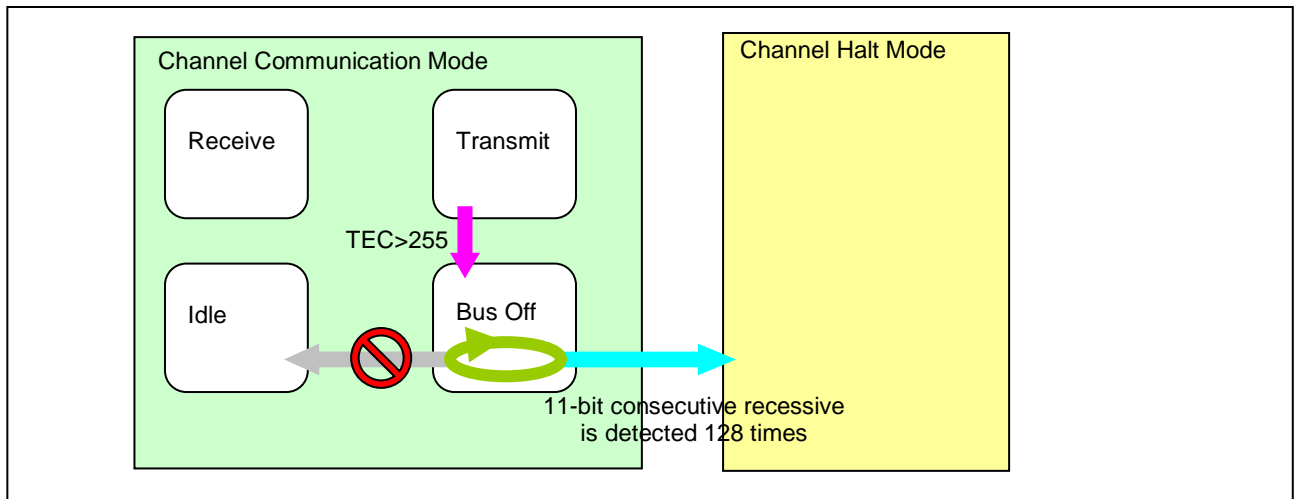 Channel Communication Mode
Channel Halt Mode
Receive
Transmit
TEC>255
Idle
Bus Off
11-bit consecutive recessive
is detected 128 times